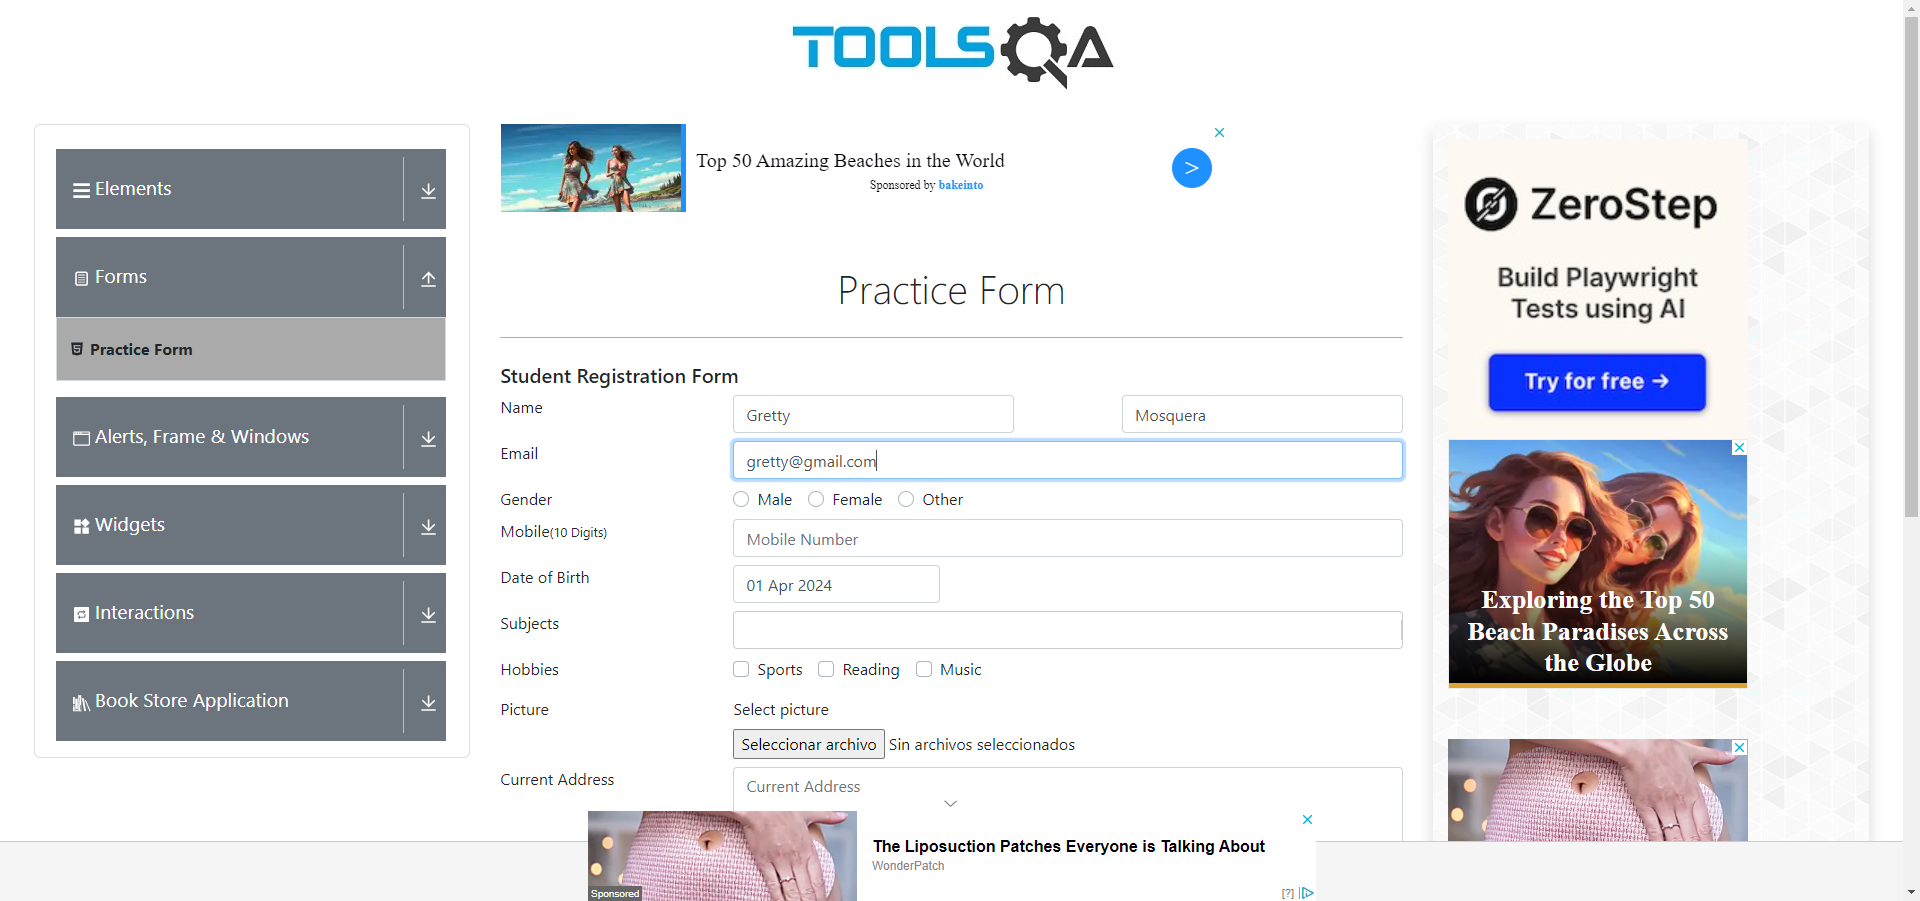 TOOLSQA
Elements
Forms
Practice Form
Alerts, Frame & Windows
Widgets
Interactions
Book Store Application
Top 50 Amazing Beaches in the World
Sponsored by bakeinto
>
Practice Form
Student Registration Form
Name
Gretty
Mosquera
Email
gretty@gmail.com
Gender
Male
Female
Other
Mobile(10 Digits)
Mobile Number
Date of Birth
01 Apr 2024
Subjects
Hobbies
Sports
Reading
Music
Picture
Select picture
Seleccionar archivo Sin archivos seleccionados
Current Address
Current Address
Sponsored
The Liposuction Patches Everyone is Talking About
WonderPatch
[?]
ZeroStep
Build Playwright
Tests using AI
Try for free →
Exploring the Top 50
Beach Paradises Across
the Globe